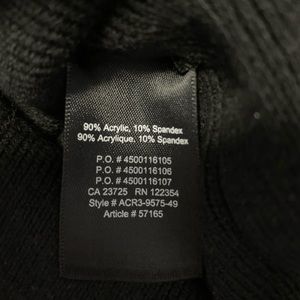 90% Acrylic, 10% Spandex
90% Acrylique, 10% Spandex
P.O. # 4500116105
P.O. # 4500116106
P.O. # 4500116107
CA 23725 RN 122354
Style # ACR3-9575-49
Article # 57165